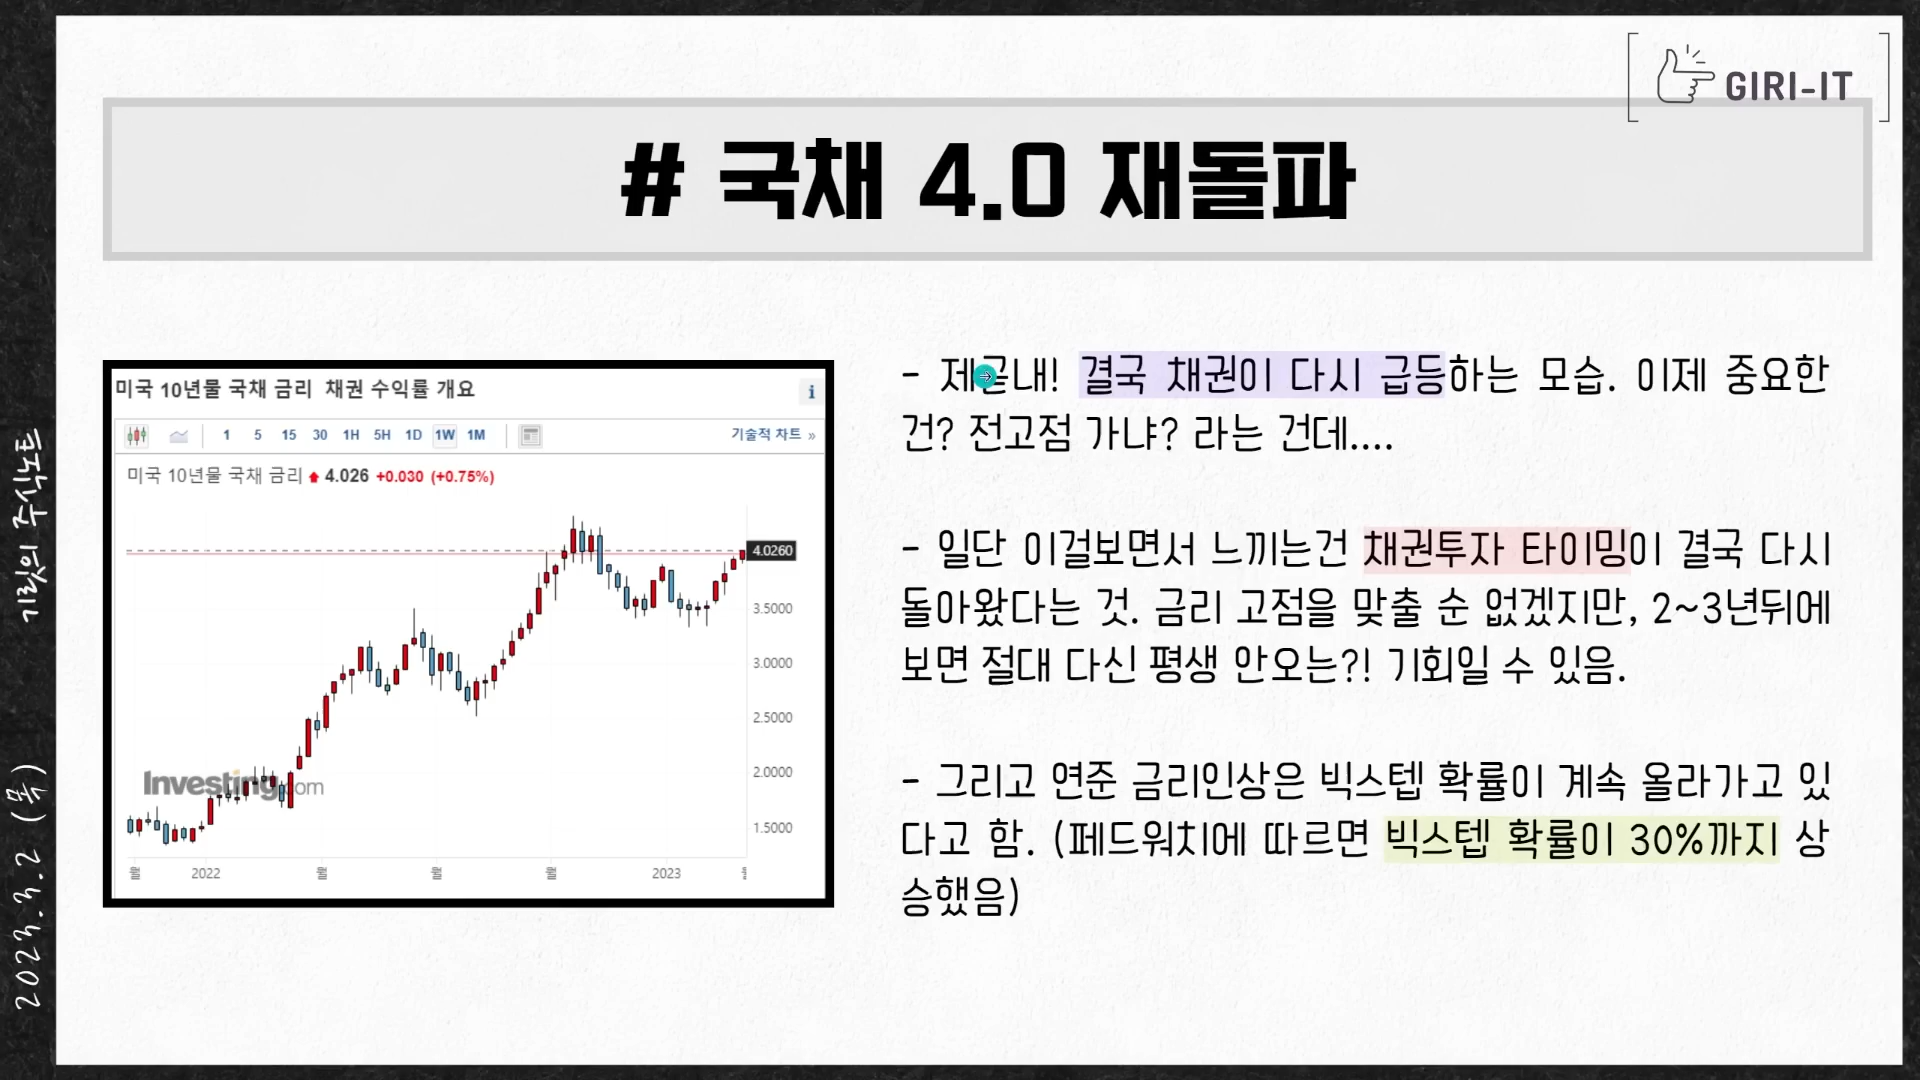 GIRI-IT
# 국채 4.0 재돌파
미국 10년물 국채 금리 채권 수익률 개요
1 5 15 30 1H 5H 1D 1W 1M 기술적 차트 »
미국 10년물 국채 금리 4.026 +0.030 (+0.75%)
4.0260
3.5000
3.0000
2.5000
2.0000
1.5000
Investing.com
월 2022 월 월 월 2023
- 제끝내! 결국 채권이 다시 급등하는 모습. 이제 중요한
건? 전고점 가냐? 라는 건데....
- 일단 이걸보면서 느끼는건 채권투자 타이밍이 결국 다시
돌아왔다는 것. 금리 고점을 맞출 순 없겠지만, 2~3년뒤에
보면 절대 다신 평생 안오는?! 기회일 수 있음.
- 그리고 연준 금리인상은 빅스텝 확률이 계속 올라가고 있
다고 함. (페드워치에 따르면 빅스텝 확률이 30%까지 상
승했음)
기릿의 주식노트
2023.3.2 (목)